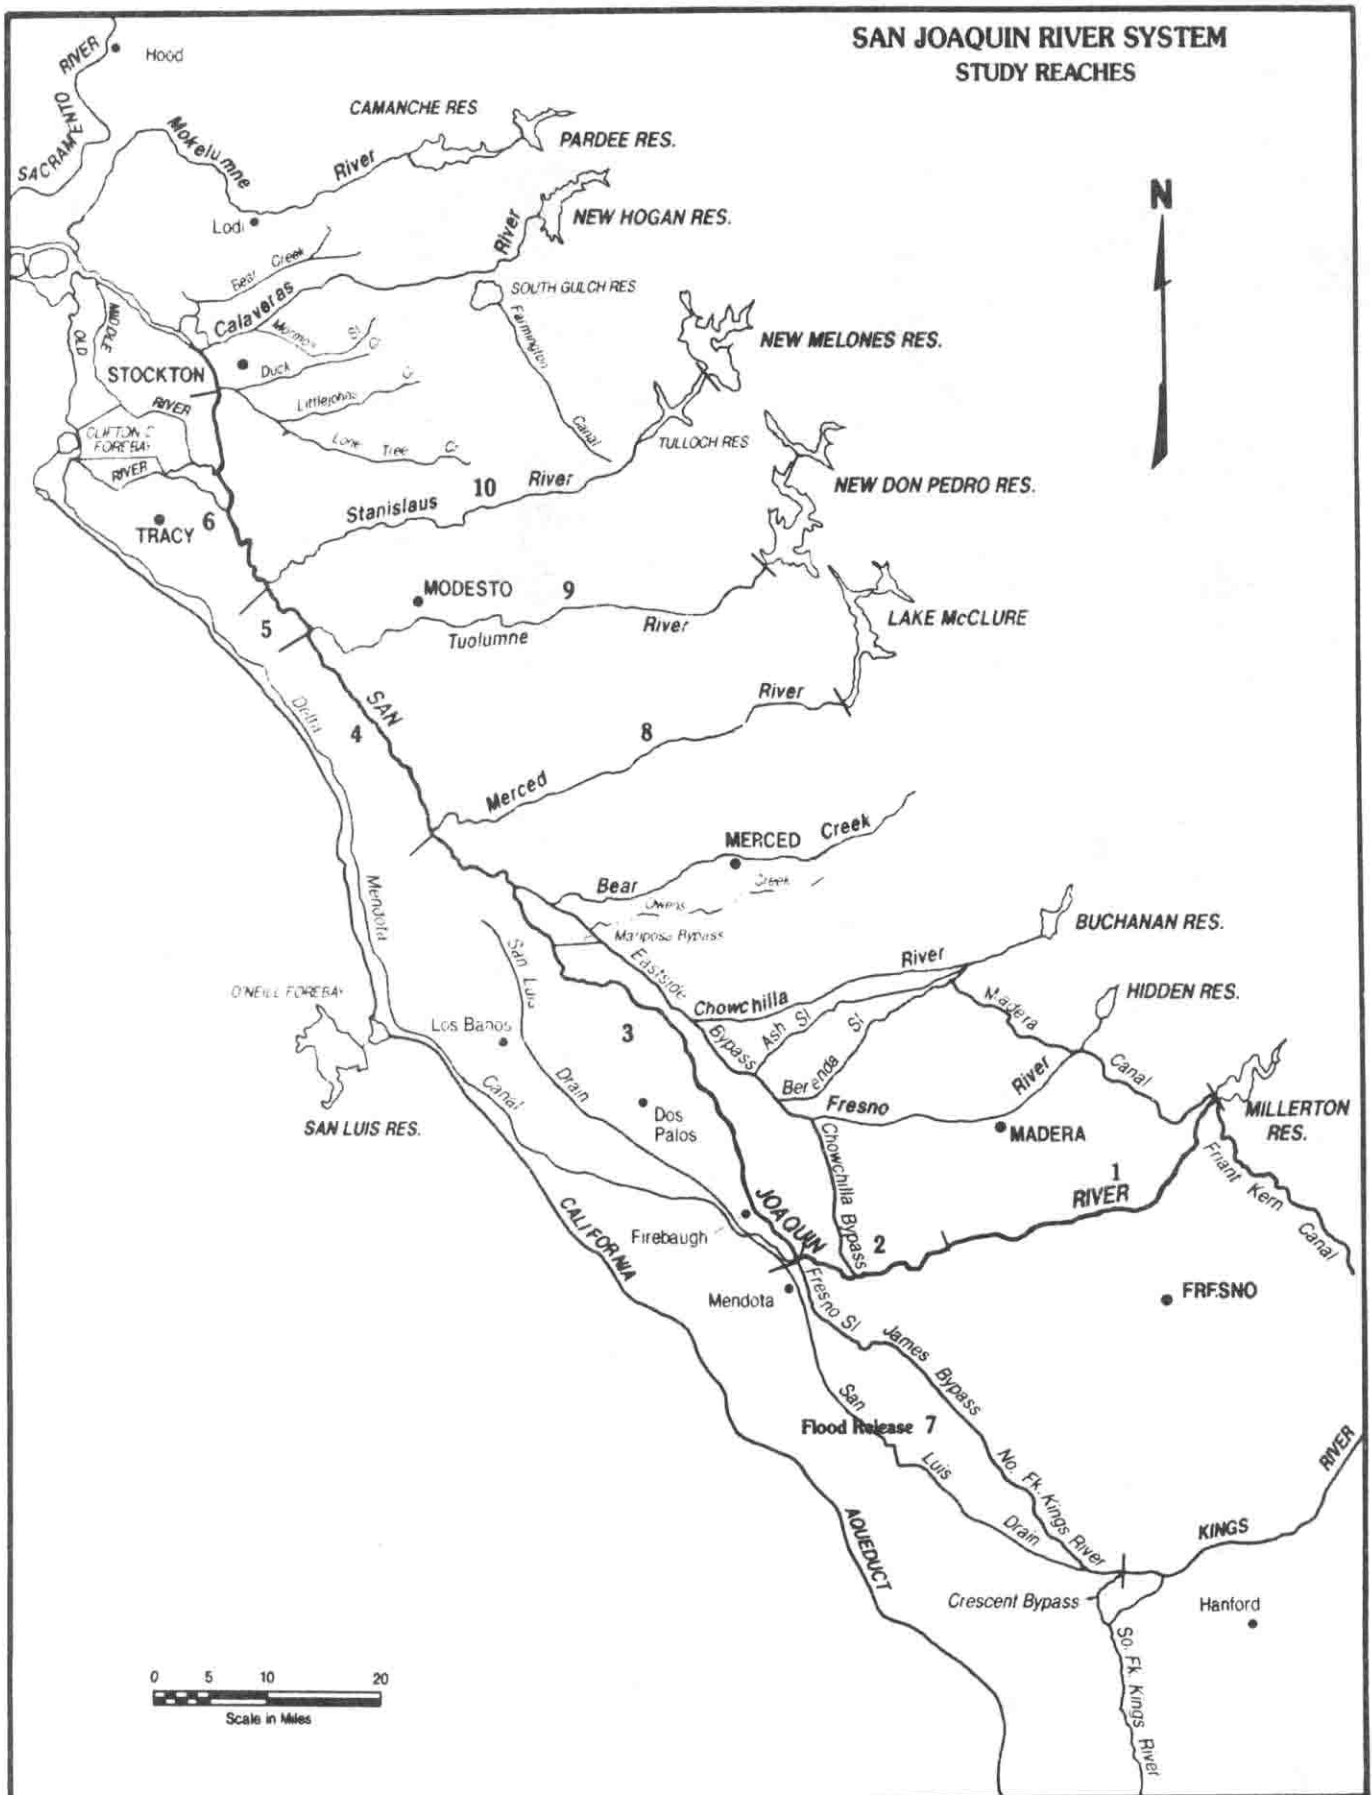 SAN JOAQUIN RIVER SYSTEM
STUDY REACHES
N
SACRAMENTO RIVER
Hood
CAMANCHE RES
PARDEE RES.
Mokelumne River
Lodi
NEW HOGAN RES.
Bear Creek
Calaveras River
SOUTH GULCH RES
Farmington Canal
NEW MELONES RES.
OLD
MIDDLE
STOCKTON
Mormon Sl
Duck Cr
Littlejohns Cr
Lone Tree Cr
RIVER
CLIFTON C
FOREBAY
RIVER
TULLOCH RES
10
Stanislaus River
NEW DON PEDRO RES.
6
TRACY
MODESTO
9
Tuolumne River
5
LAKE McCLURE
SAN
4
Delta
River
8
Merced
MERCED
Bear Creek
Owens Creek
Mariposa Bypass
Mendota
BUCHANAN RES.
San Luis
Eastside
River
Chowchilla
Madera
HIDDEN RES.
O'NEILL FOREBAY
Los Banos
3
Bypass
Ash Sl
Berenda Sl
River
Canal
Canal
Drain
Fresno
SAN LUIS RES.
Dos
Palos
MADERA
MILLERTON
RES.
Chowchilla Bypass
1
RIVER
Friant Kern Canal
JOAQUIN
CALIFORNIA
Firebaugh
2
Mendota
Fresno Sl
FRESNO
James Bypass
San
Flood Release 7
Luis
No. Fk. Kings River
RIVER
Drain
KINGS
AQUEDUCT
Crescent Bypass
Hanford
So. Fk. Kings River
0 5 10 20
Scale in Miles